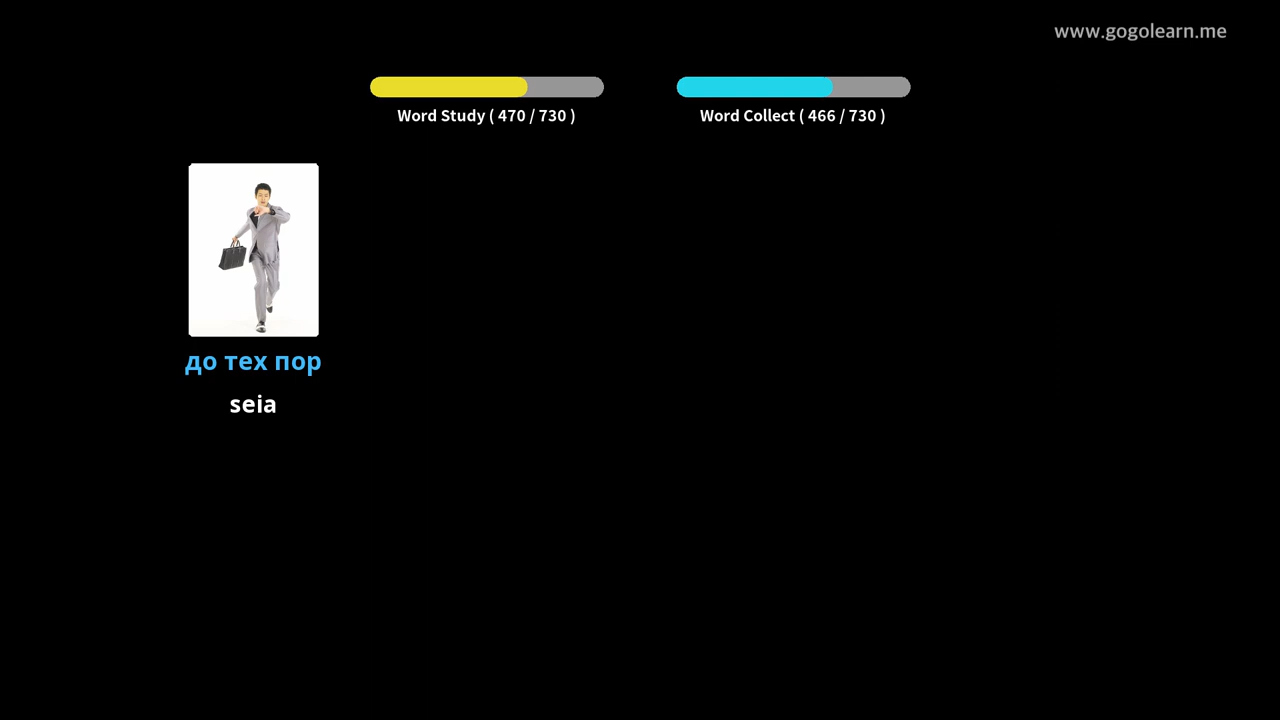 www.gogolearn.me
Word Study ( 470 / 730 )
Word Collect ( 466 / 730 )
до тех пор
seia